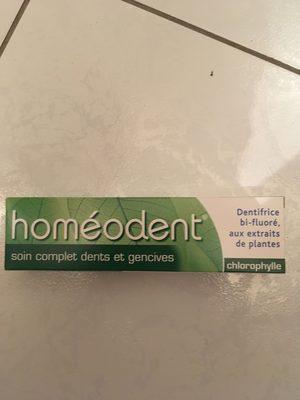 homéodent®
soin complet dents et gencives
Dentifrice
bi-fluoré,
aux extraits
de plantes
chlorophylle